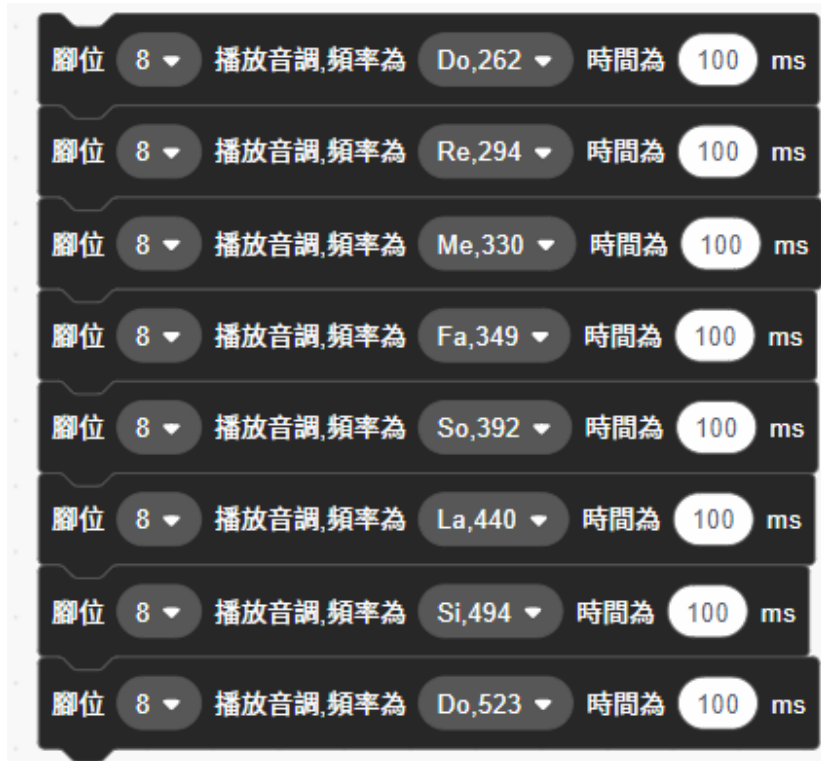 腳位 8 播放音調,頻率為 Do,262 時間為 100 ms
腳位 8 播放音調,頻率為 Re,294 時間為 100 ms
腳位 8 播放音調,頻率為 Me,330 時間為 100 ms
腳位 8 播放音調,頻率為 Fa,349 時間為 100 ms
腳位 8 播放音調,頻率為 So,392 時間為 100 ms
腳位 8 播放音調,頻率為 La,440 時間為 100 ms
腳位 8 播放音調,頻率為 Si,494 時間為 100 ms
腳位 8 播放音調,頻率為 Do,523 時間為 100 ms